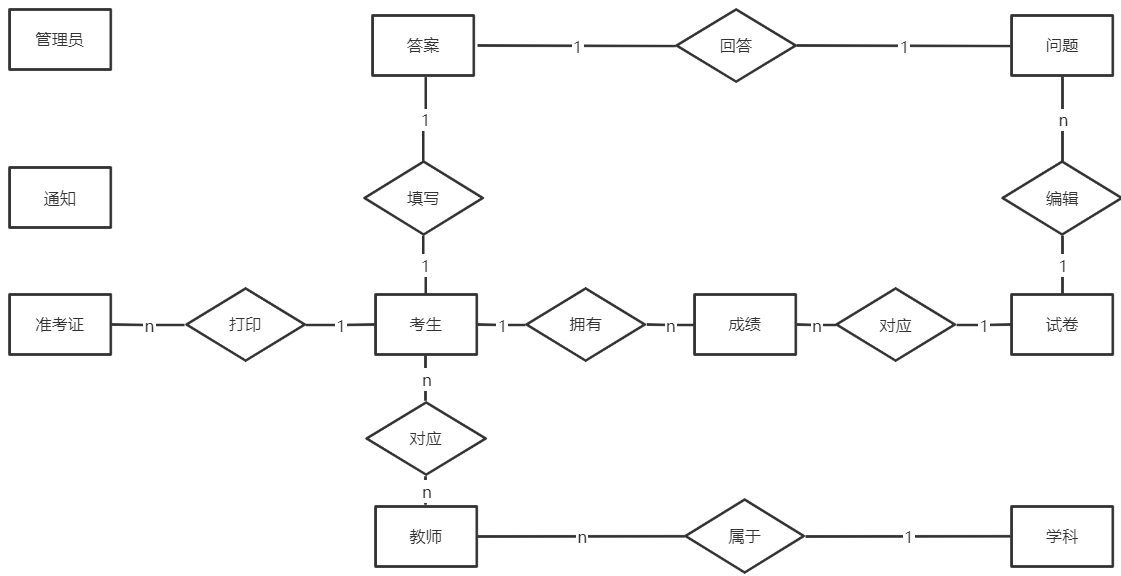 管理员
答案
1
回答
1
问题
1
n
通知
填写
编辑
1
1
准考证
n
打印
1
考生
1
拥有
n
成绩
n
对应
1
试卷
n
对应
n
教师
n
属于
1
学科